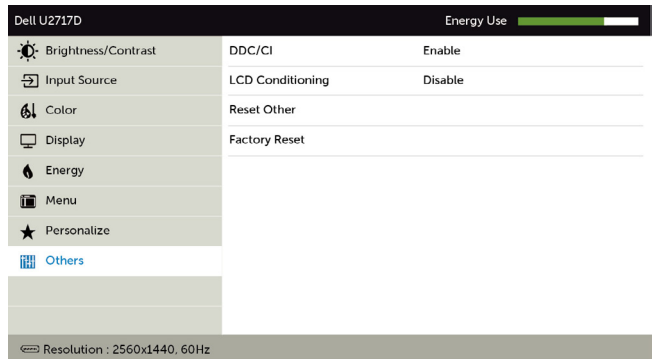 Dell U2717D Energy Use
Brightness/Contrast DDC/CI Enable
Input Source LCD Conditioning Disable
Color Reset Other
Display Factory Reset
Energy
Menu
Personalize
Others
Resolution : 2560x1440, 60Hz